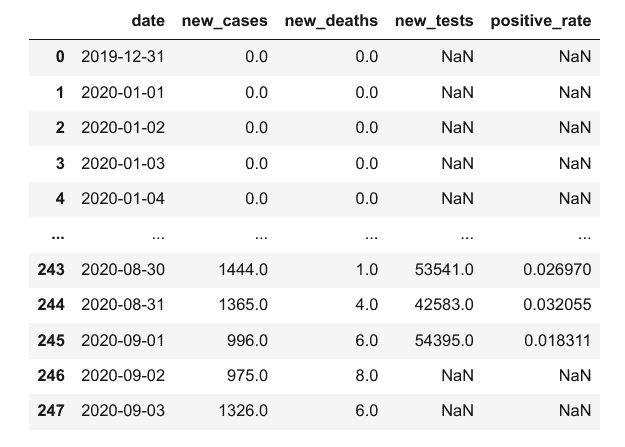 date new_cases new_deaths new_tests positive_rate
0 2019-12-31 0.0 0.0 NaN NaN
1 2020-01-01 0.0 0.0 NaN NaN
2 2020-01-02 0.0 0.0 NaN NaN
3 2020-01-03 0.0 0.0 NaN NaN
4 2020-01-04 0.0 0.0 NaN NaN
... ... ... ... ... ...
243 2020-08-30 1444.0 1.0 53541.0 0.026970
244 2020-08-31 1365.0 4.0 42583.0 0.032055
245 2020-09-01 996.0 6.0 54395.0 0.018311
246 2020-09-02 975.0 8.0 NaN NaN
247 2020-09-03 1326.0 6.0 NaN NaN